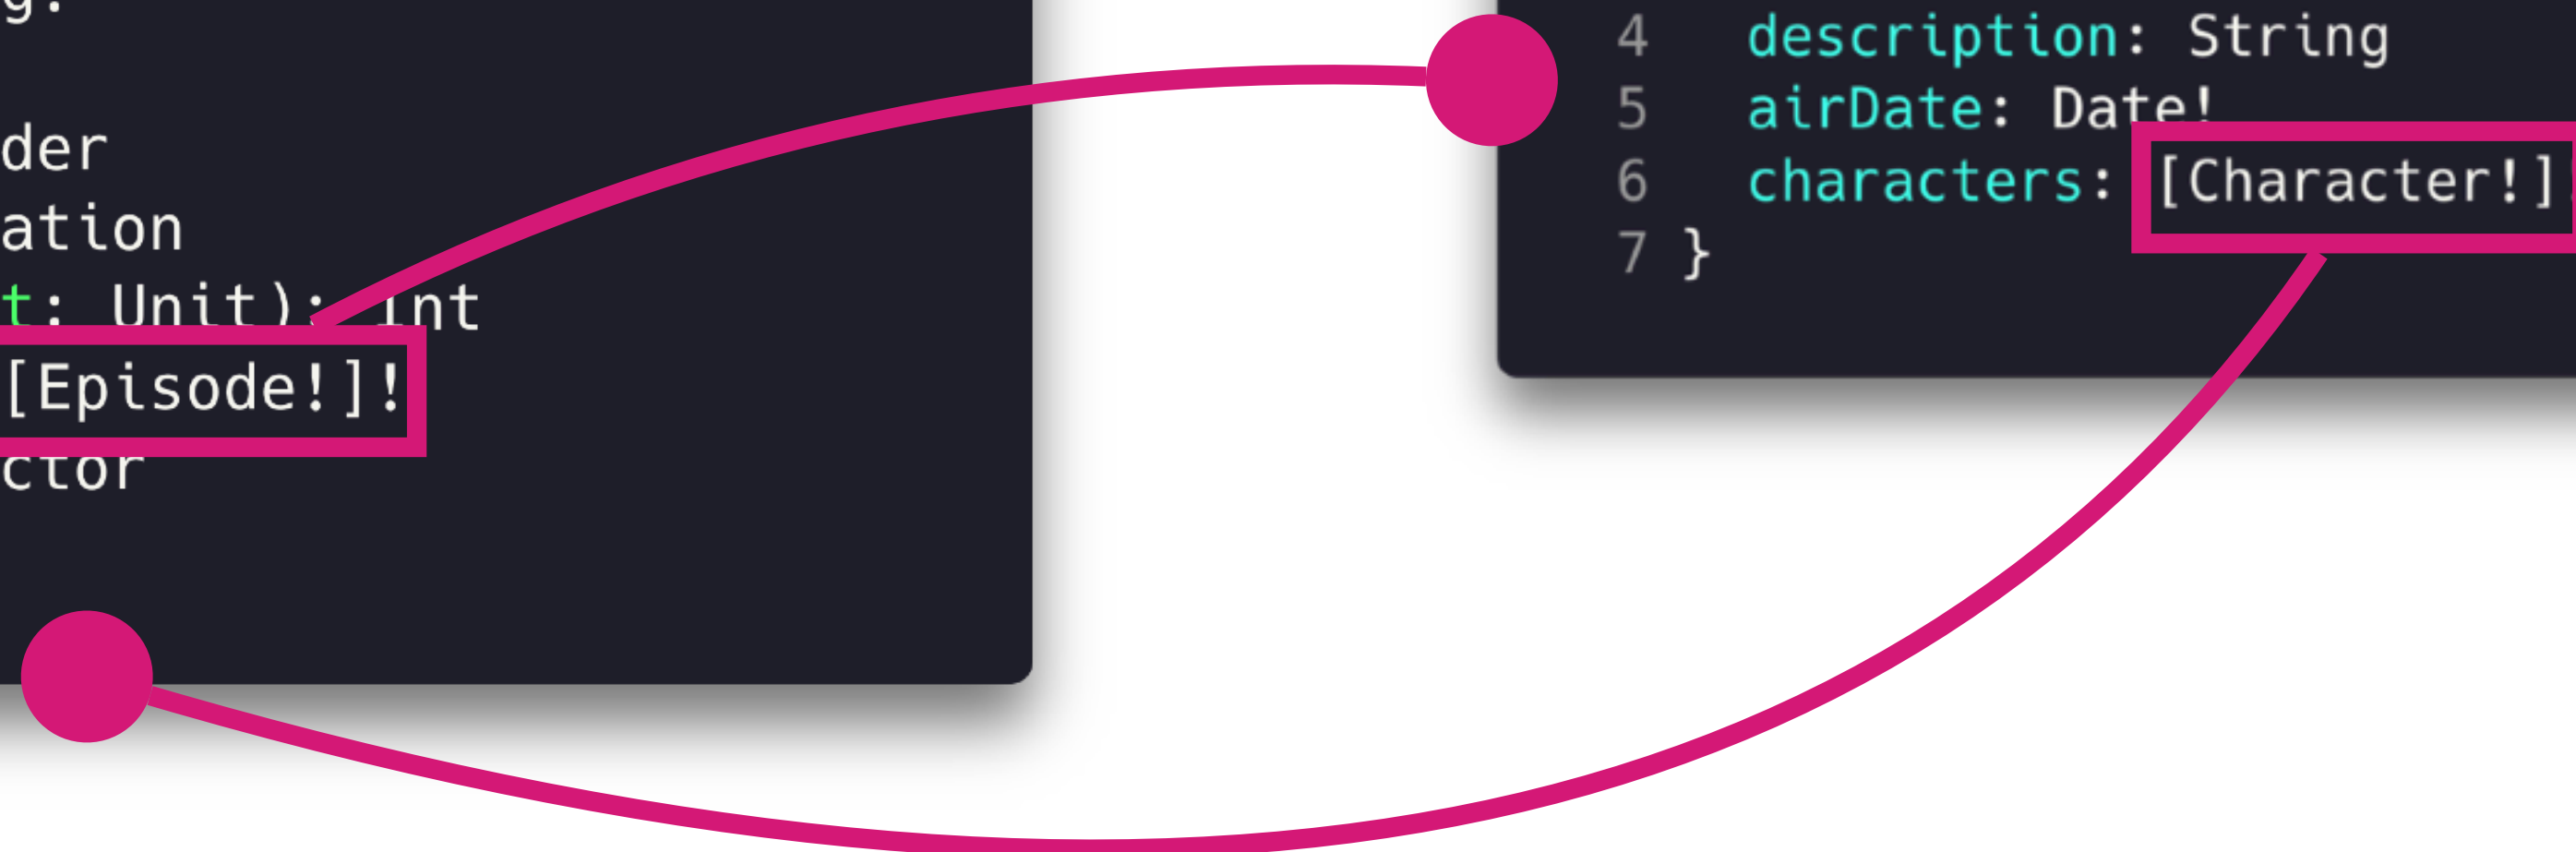 g:
der
ation
t: Unit): Int
[Episode!]!
ctor
4 description: String
5 airDate: Date!
6 characters: [Character!]
7 }